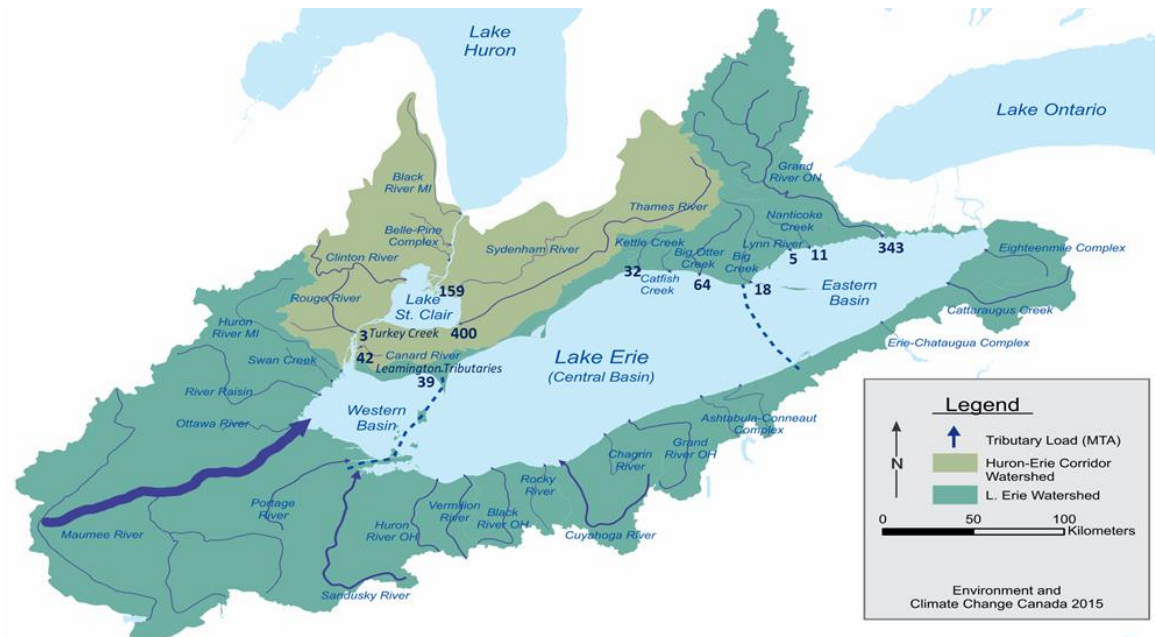 Lake
Huron
Lake Ontario
Black
River MI
Grand
River ON
Thames River
Nanticoke
Creek
Belle-Pine
Complex
Sydenham River
Kettle Creek
Lynn River
343
Eighteenmile Complex
Clinton River
Big Otter
Creek
Big
Creek
5
11
32
Catfish
Creek
64
18
Eastern
Basin
159
Rouge River
Lake
St. Clair
Cattaraugus Creek
Huron
River MI
3
Turkey Creek
400
Erie-Chataugua Complex
42
Canard River
Swan Creek
Leamington Tributaries
39
Lake Erie
(Central Basin)
River Raisin
Western
Basin
Ottawa River
Ashtabula-Conneaut
Complex
Grand
River OH
Chagrin
River
Rocky
River
Portage
River
Vermilion
River
Black
River OH
Huron
River OH
Maumee River
Cuyahoga River
Sandusky River
Legend
Tributary Load (MTA)
Huron-Erie Corridor
Watershed
L. Erie Watershed
N
0 50 100
Kilometers
Environment and
Climate Change Canada 2015